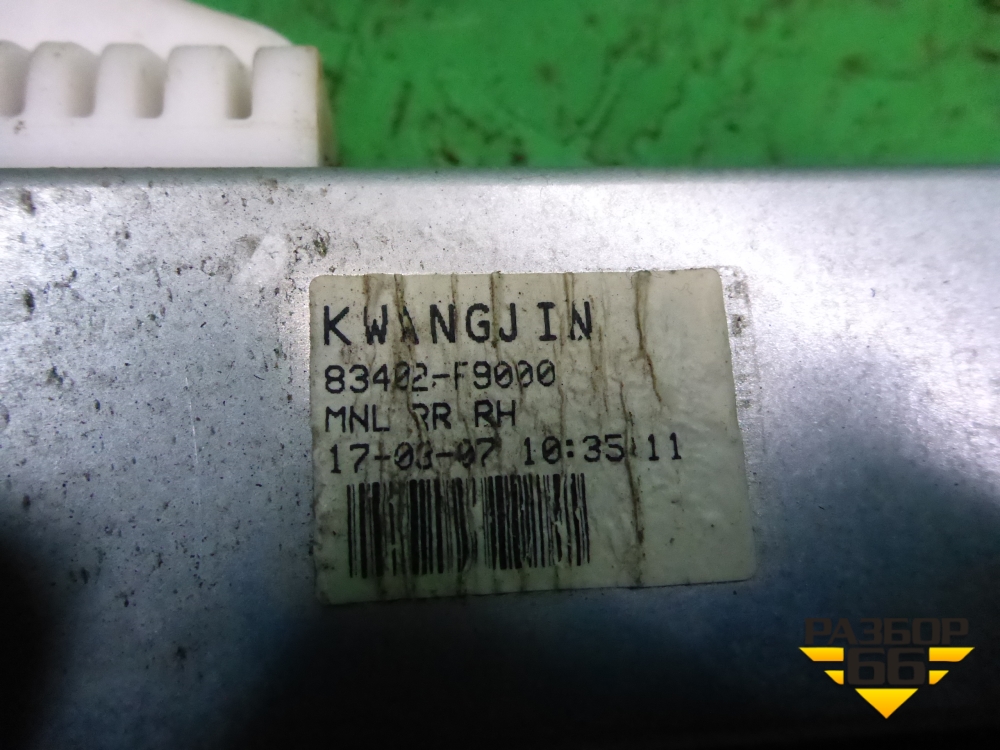 KWANGJIN
83402-F9000
MNL RR RH
17-03-07 10:35:11
РАЗБОР
66